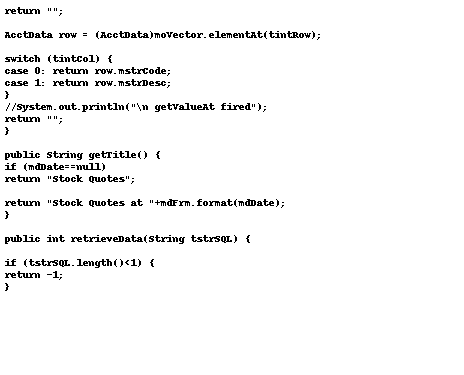 return "";
AcctData row = (AcctData)moVector.elementAt(tintRow);
switch (tintCol) {
case 0: return row.mstrCode;
case 1: return row.mstrDesc;
}
//System.out.println("\n getValueAt fired");
return "";
}
public String getTitle() {
if (mdDate==null)
return "Stock Quotes";
return "Stock Quotes at "+mdFrm.format(mdDate);
}
public int retrieveData(String tstrSQL) {
if (tstrSQL.length()<1) {
return -1;
}